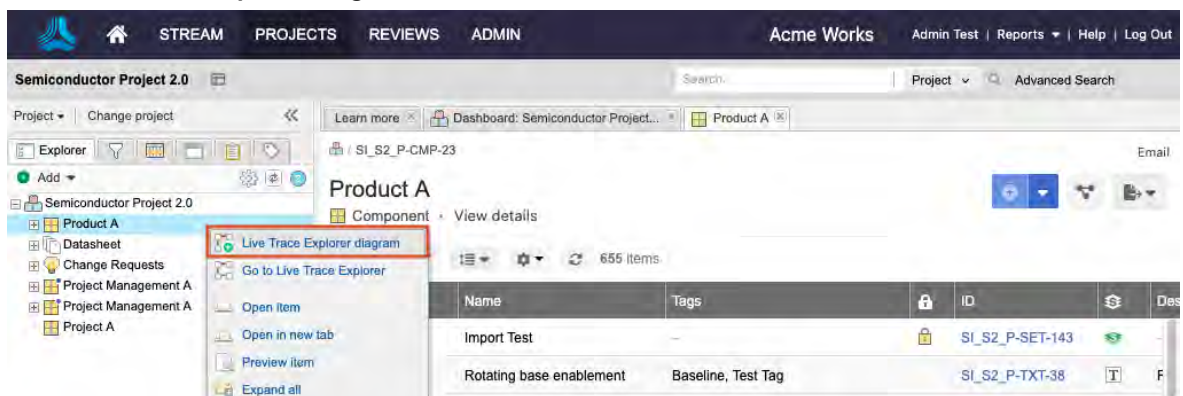 STREAM PROJECTS REVIEWS ADMIN Acme Works Admin Test | Reports | Help | Log Out
Semiconductor Project 2.0 Search Project Advanced Search
Project Change project Learn more Dashboard: Semiconductor Project... Product A
Explorer SI_S2_P-CMP-23 Email
Add
Semiconductor Project 2.0 Product A
Product A Component · View details
Datasheet Live Trace Explorer diagram
Change Requests Go to Live Trace Explorer 655 items
Project Management A
Project Management A Open item Name Tags ID Des
Project A Open in new tab Import Test – SI_S2_P-SET-143
Preview item
Expand all Rotating base enablement Baseline, Test Tag SI_S2_P-TXT-38 T